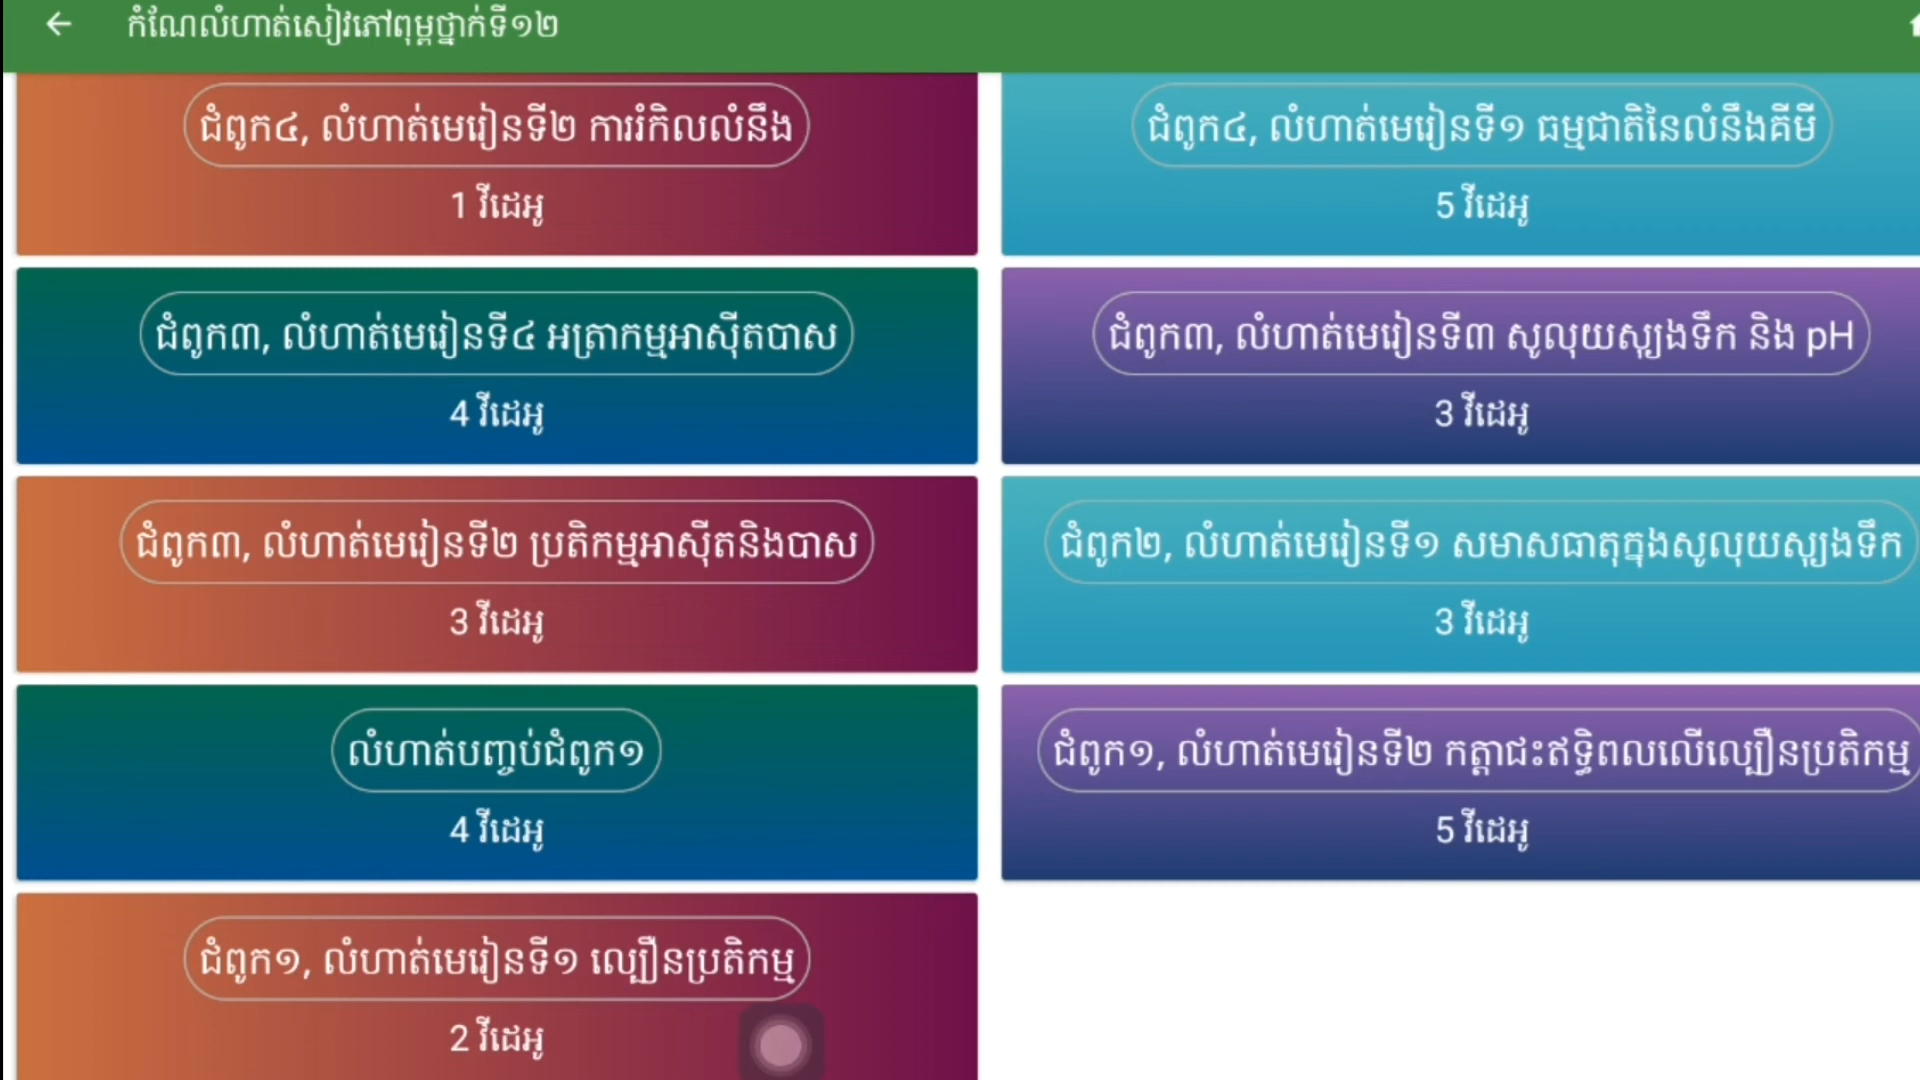 កំណែលំហាត់សៀវភៅពុម្ពថ្នាក់ទី១២
ជំពូក៤, លំហាត់មេរៀនទី២ ការរំកិលលំនឹង
1 វីដេអូ
ជំពូក៤, លំហាត់មេរៀនទី១ ធម្មជាតិនៃលំនឹងគីមី
5 វីដេអូ
ជំពូក៣, លំហាត់មេរៀនទី៤ អត្រាកម្មអាស៊ីតបាស
4 វីដេអូ
ជំពូក៣, លំហាត់មេរៀនទី៣ សូលុយស្យុងទឹក និង pH
3 វីដេអូ
ជំពូក៣, លំហាត់មេរៀនទី២ ប្រតិកម្មអាស៊ីតនិងបាស
3 វីដេអូ
ជំពូក២, លំហាត់មេរៀនទី១ សមាសធាតុក្នុងសូលុយស្យុងទឹក
3 វីដេអូ
លំហាត់បញ្ចប់ជំពូក១
4 វីដេអូ
ជំពូក១, លំហាត់មេរៀនទី២ កត្តាជះឥទ្ធិពលលើល្បឿនប្រតិកម្ម
5 វីដេអូ
ជំពូក១, លំហាត់មេរៀនទី១ ល្បឿនប្រតិកម្ម
2 វីដេអូ